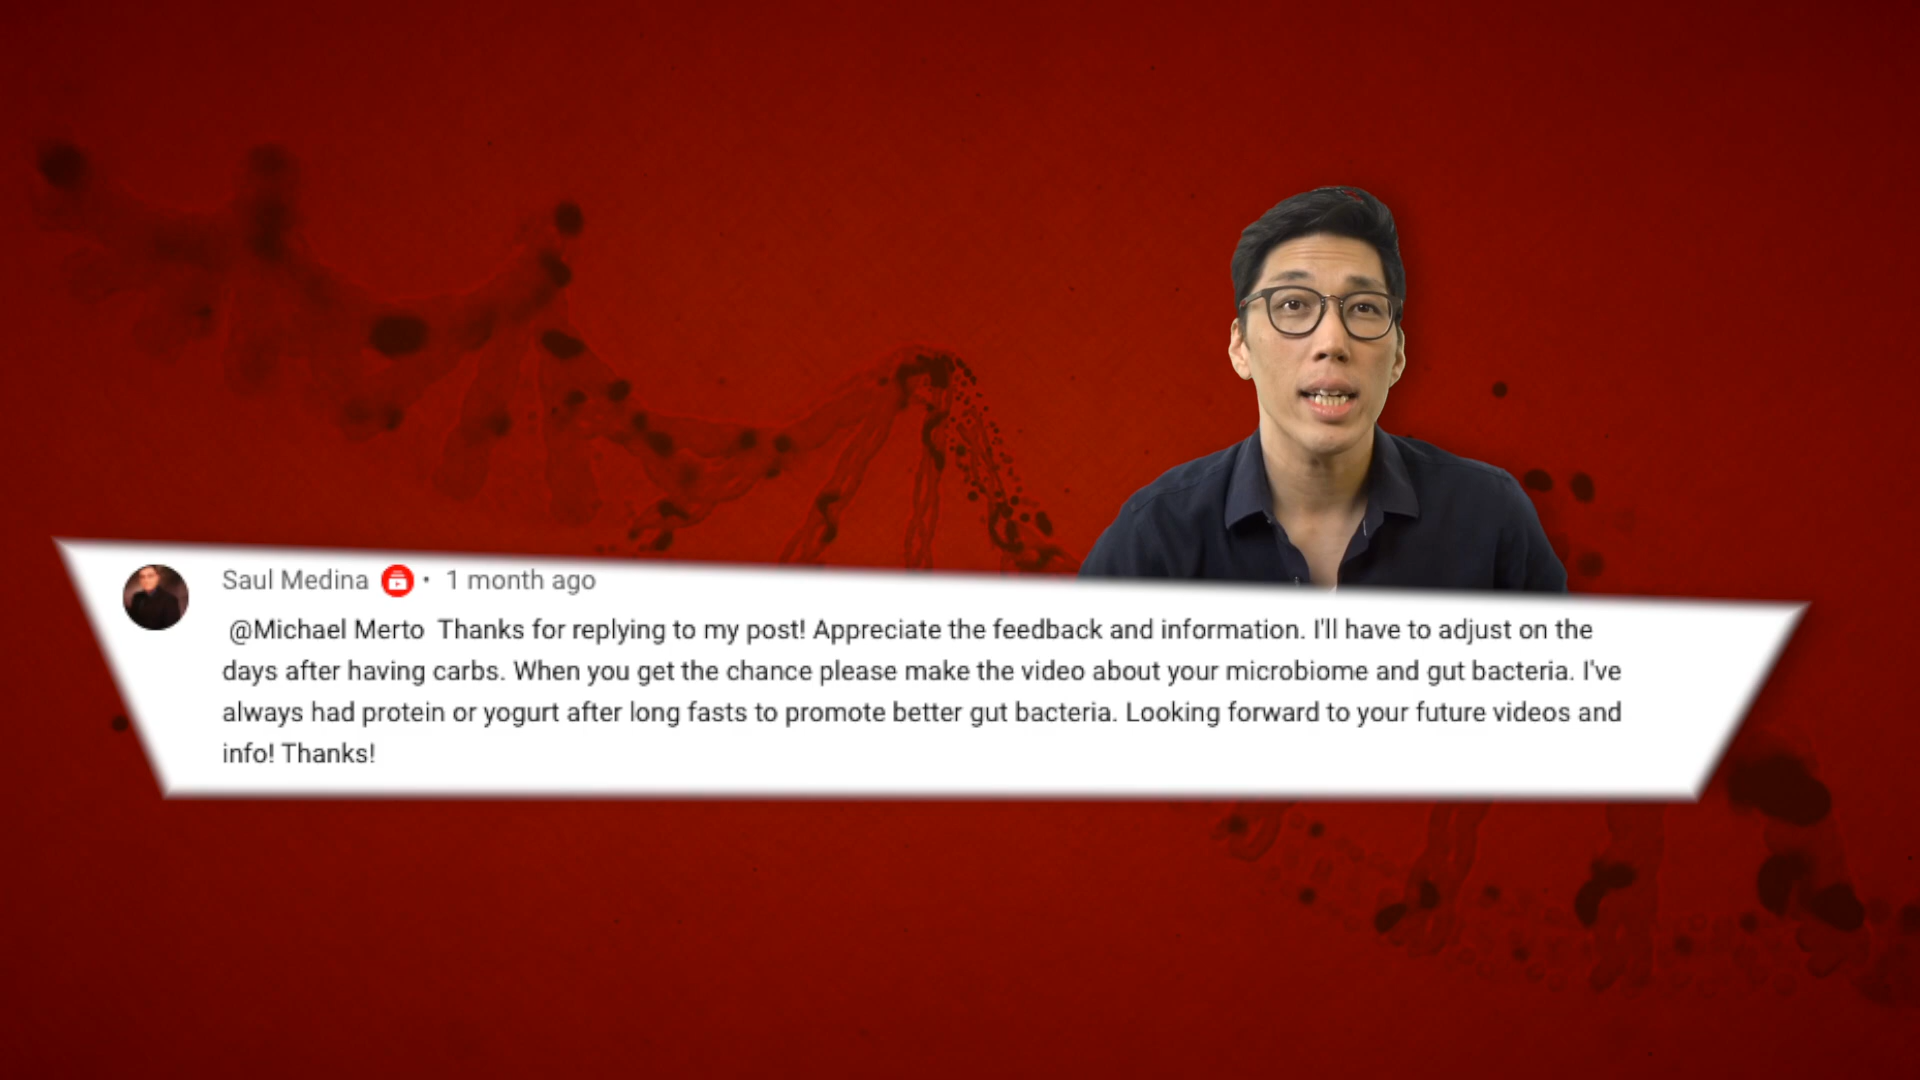 Saul Medina • 1 month ago
@Michael Merto Thanks for replying to my post! Appreciate the feedback and information. I'll have to adjust on the
days after having carbs. When you get the chance please make the video about your microbiome and gut bacteria. I've
always had protein or yogurt after long fasts to promote better gut bacteria. Looking forward to your future videos and
info! Thanks!